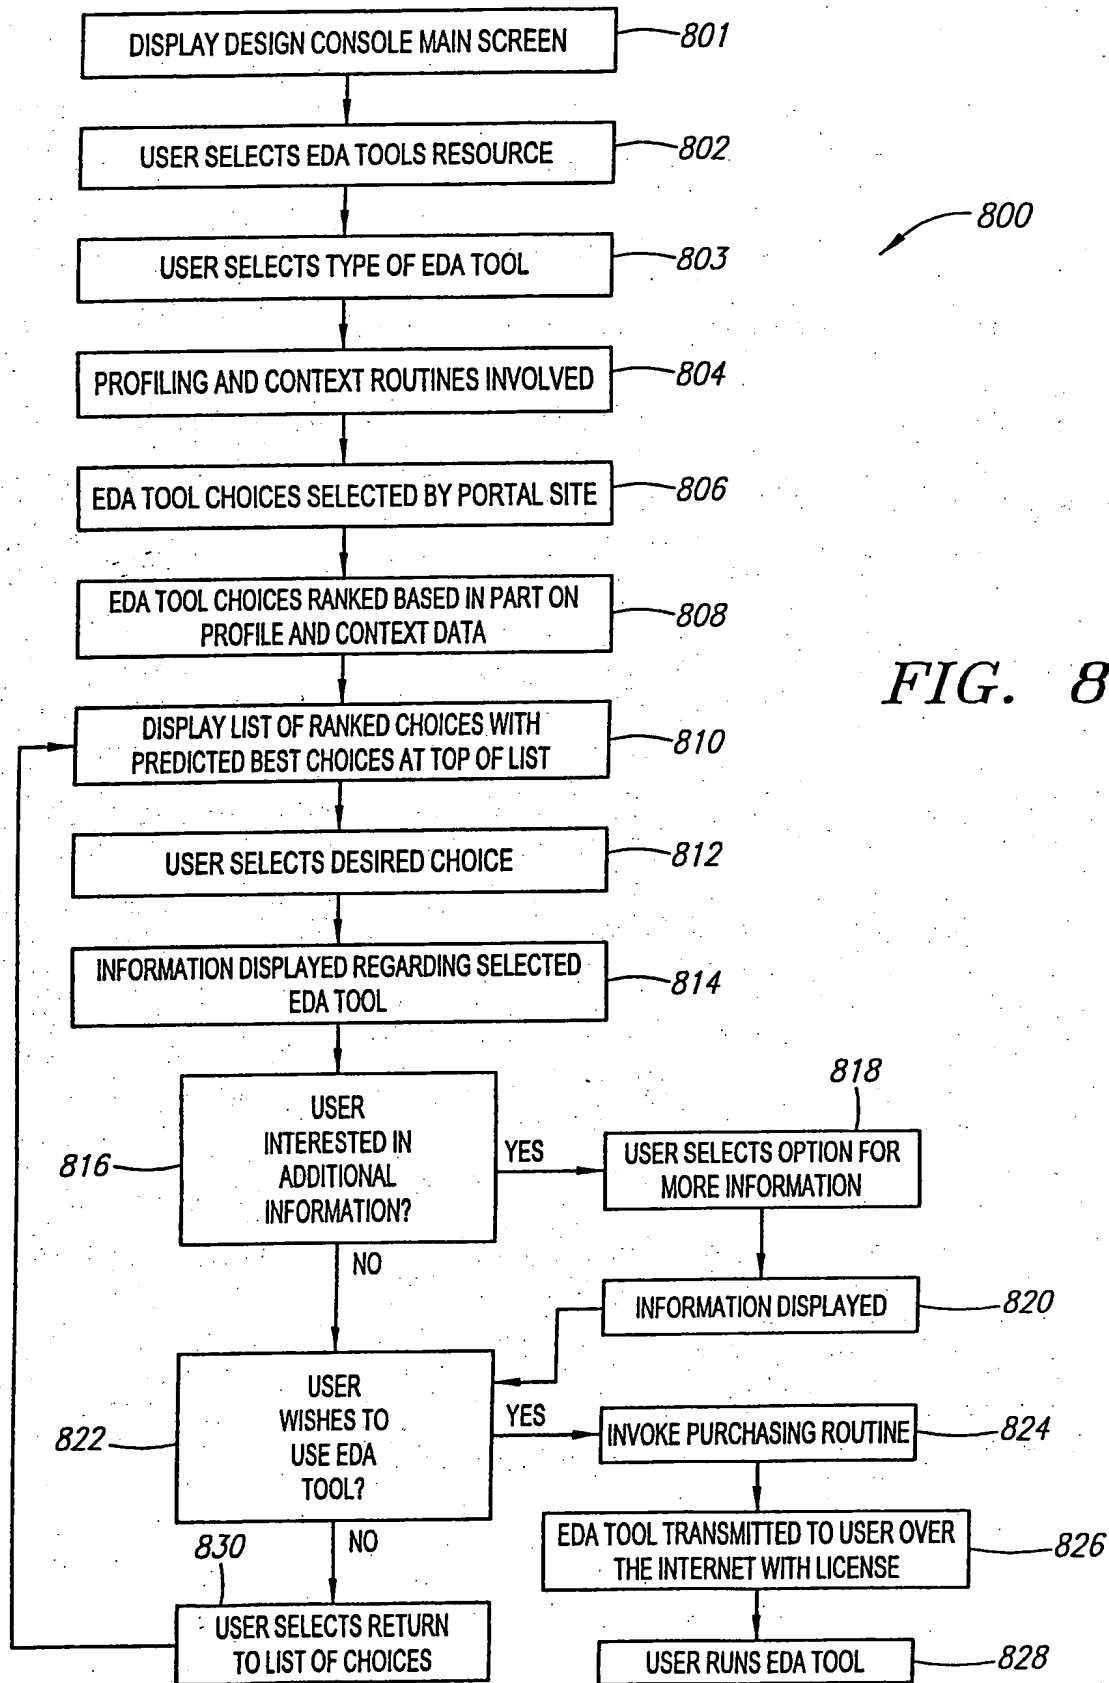 DISPLAY DESIGN CONSOLE MAIN SCREEN
801
USER SELECTS EDA TOOLS RESOURCE
802
800
USER SELECTS TYPE OF EDA TOOL
803
PROFILING AND CONTEXT ROUTINES INVOLVED
804
EDA TOOL CHOICES SELECTED BY PORTAL SITE
806
EDA TOOL CHOICES RANKED BASED IN PART ON
PROFILE AND CONTEXT DATA
808
FIG. 8
DISPLAY LIST OF RANKED CHOICES WITH
PREDICTED BEST CHOICES AT TOP OF LIST
810
USER SELECTS DESIRED CHOICE
812
INFORMATION DISPLAYED REGARDING SELECTED
EDA TOOL
814
816
USER
INTERESTED IN
ADDITIONAL
INFORMATION?
YES
NO
818
USER SELECTS OPTION FOR
MORE INFORMATION
INFORMATION DISPLAYED
820
822
USER
WISHES TO
USE EDA
TOOL?
YES
NO
INVOKE PURCHASING ROUTINE
824
EDA TOOL TRANSMITTED TO USER OVER
THE INTERNET WITH LICENSE
826
830
USER SELECTS RETURN
TO LIST OF CHOICES
USER RUNS EDA TOOL
828